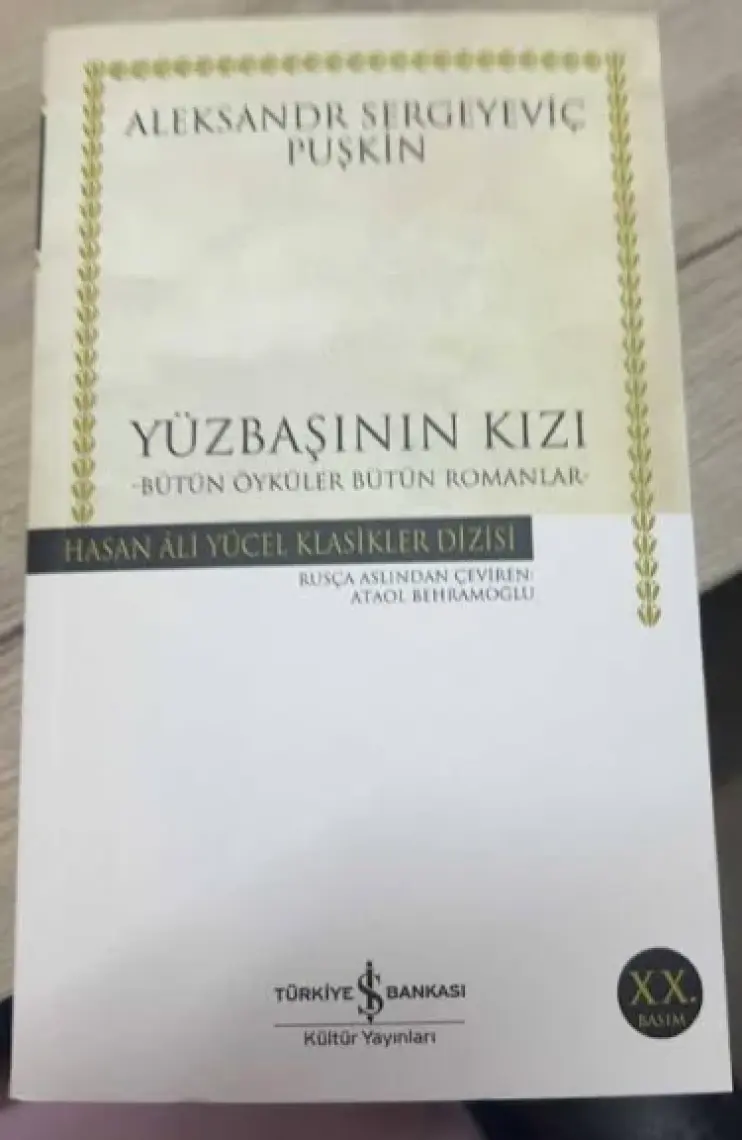 ALEKSANDR SERGEYEVİÇ
PUŞKİN
YÜZBAŞININ KIZI
-BÜTÜN ÖYKÜLER BÜTÜN ROMANLAR-
HASAN ÂLİ YÜCEL KLASİKLER DİZİSİ
RUSÇA ASLINDAN ÇEVİREN:
ATAOL BEHRAMOĞLU
TÜRKİYE İŞ BANKASI
Kültür Yayınları
XX.
BASIM